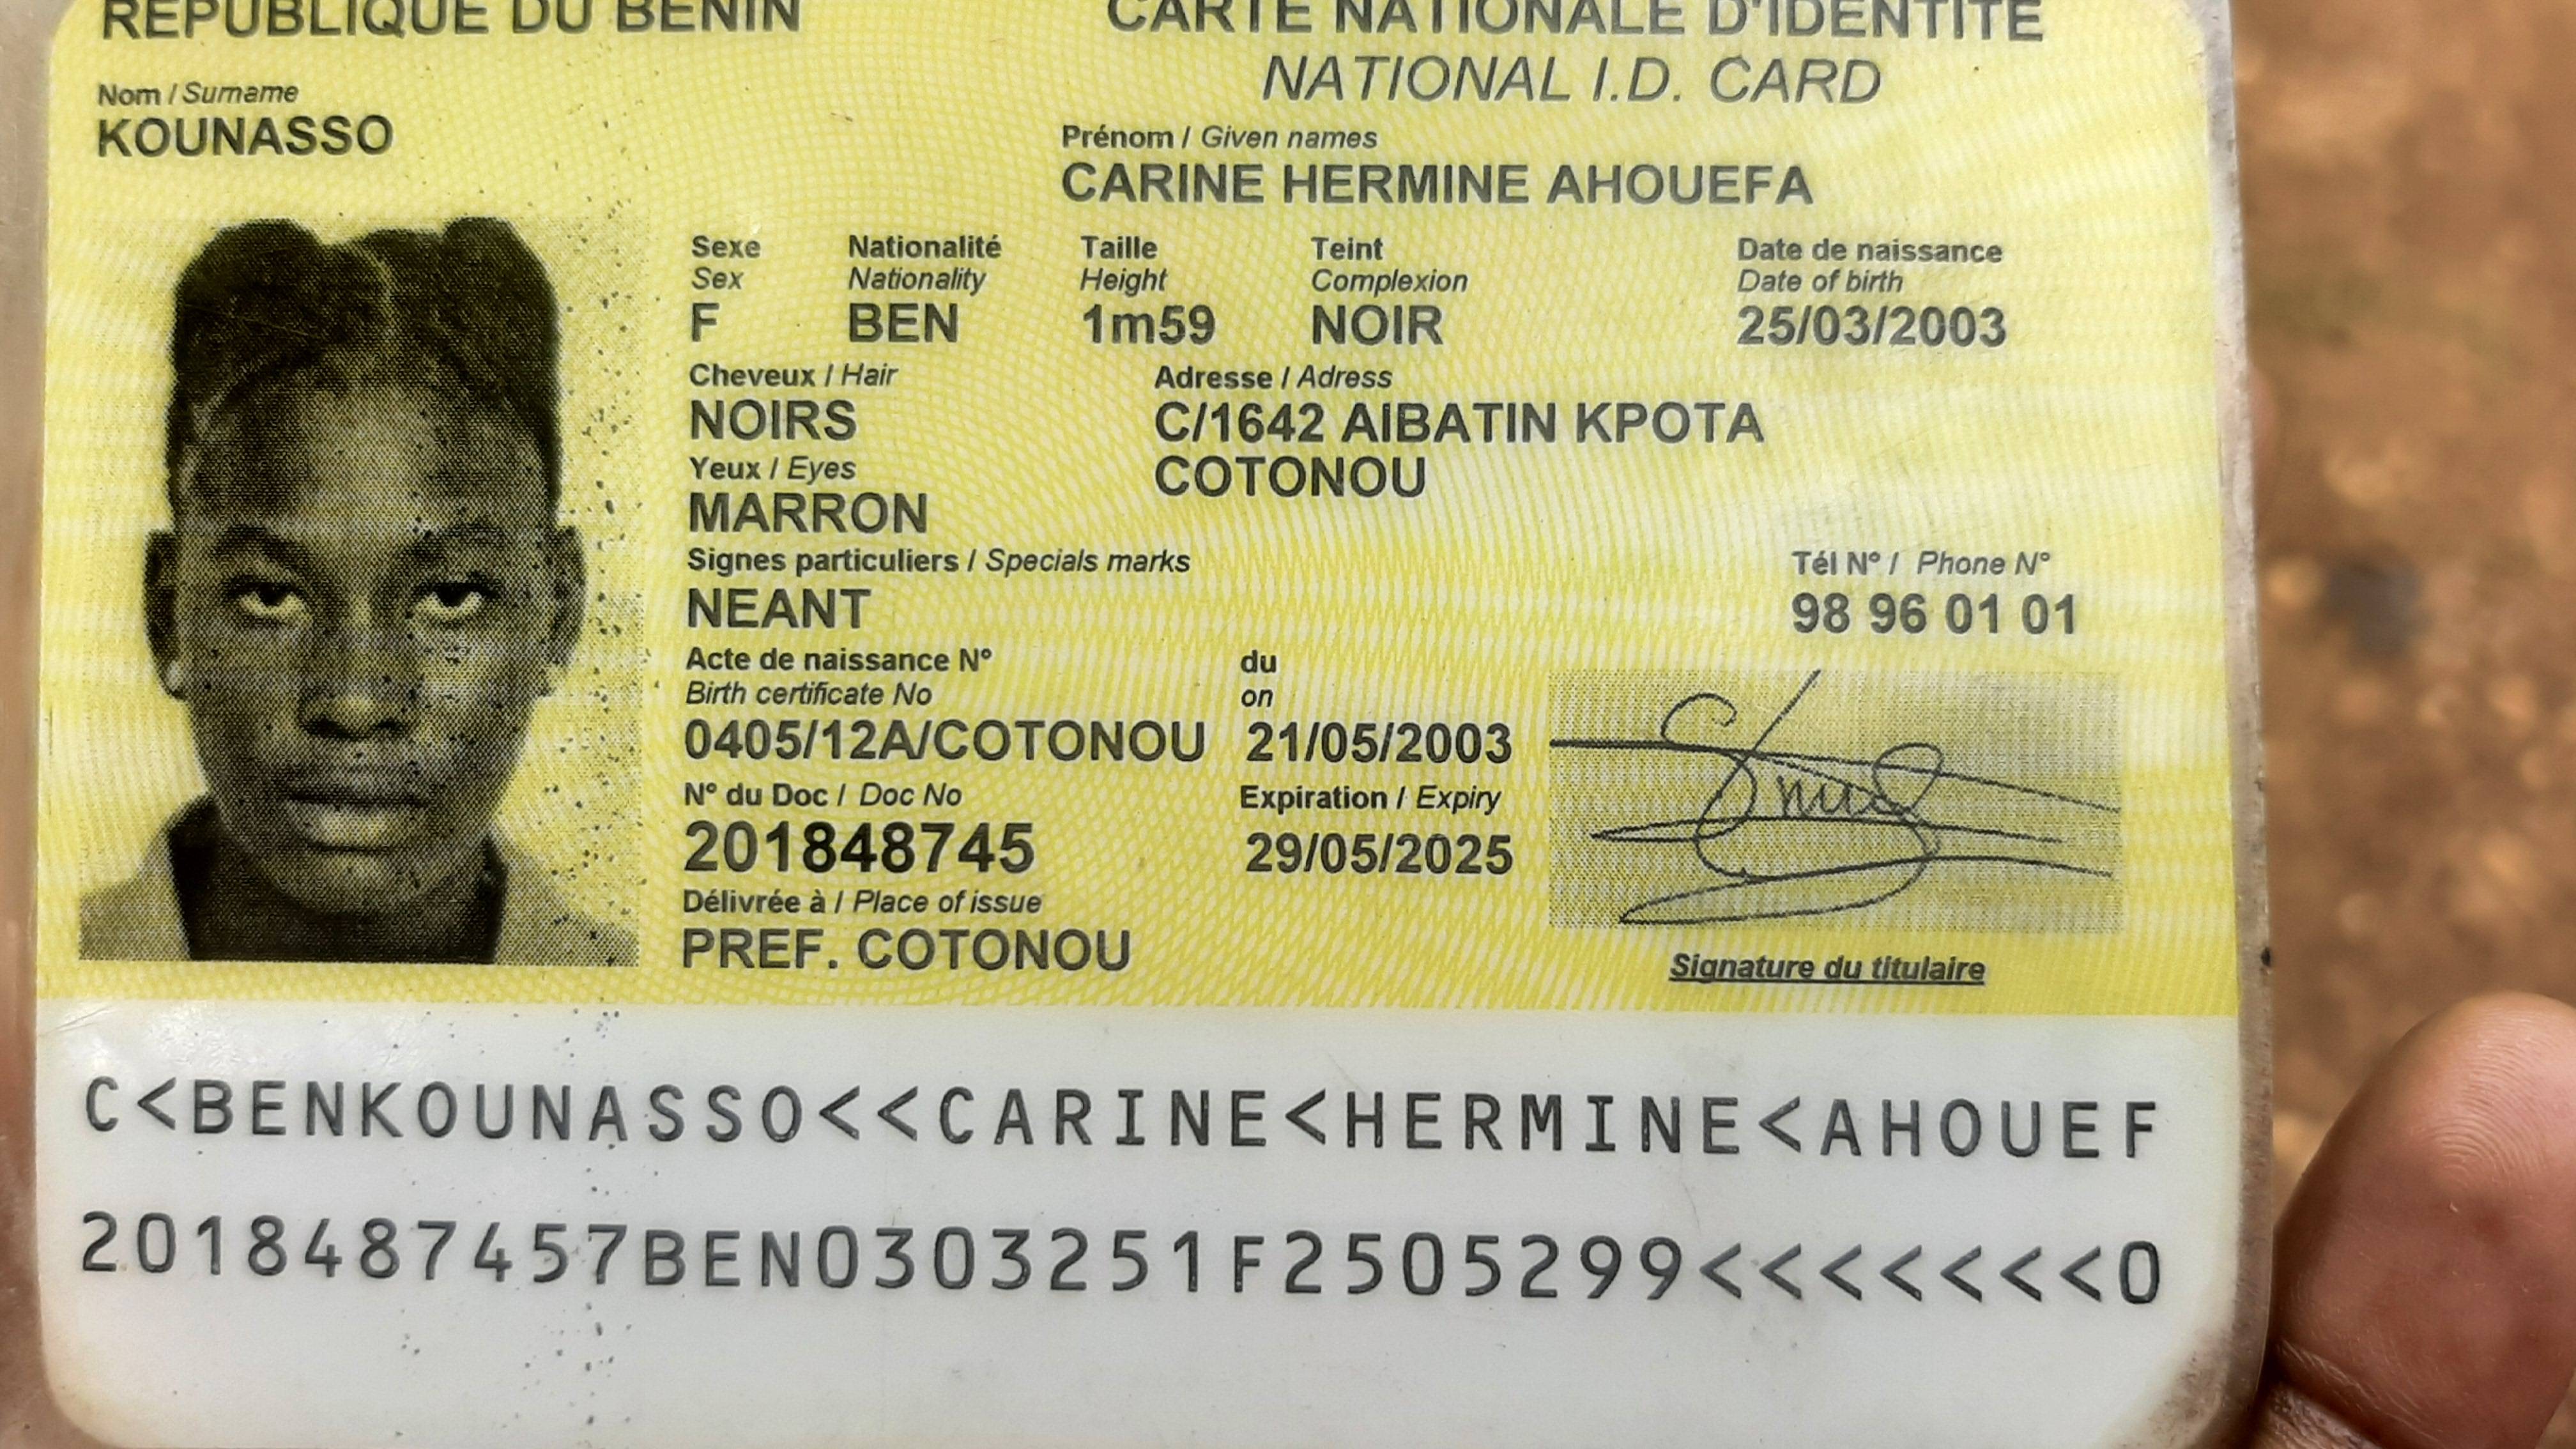 REPUBLIQUE DU BENIN
CARTE NATIONALE D'IDENTITE
NATIONAL I.D. CARD
Nom / Surname
KOUNASSO
Prénom / Given names
CARINE HERMINE AHOUEFA
Sexe Nationalité Taille Teint Date de naissance
Sex Nationality Height Complexion Date of birth
F BEN 1m59 NOIR 25/03/2003
Cheveux / Hair Adresse / Adress
NOIRS C/1642 AIBATIN KPOTA
COTONOU
Yeux / Eyes
MARRON
Signes particuliers / Specials marks Tél N° / Phone N°
NEANT 98 96 01 01
Acte de naissance N° du
Birth certificate No on
0405/12A/COTONOU 21/05/2003
N° du Doc / Doc No Expiration / Expiry
201848745 29/05/2025
Délivrée à / Place of issue
PREF. COTONOU
Signature du titulaire
C<BENKOUNASSO<<CARINE<HERMINE<AHOUEF
2018487457BEN0303251F2505299<<<<<<<0